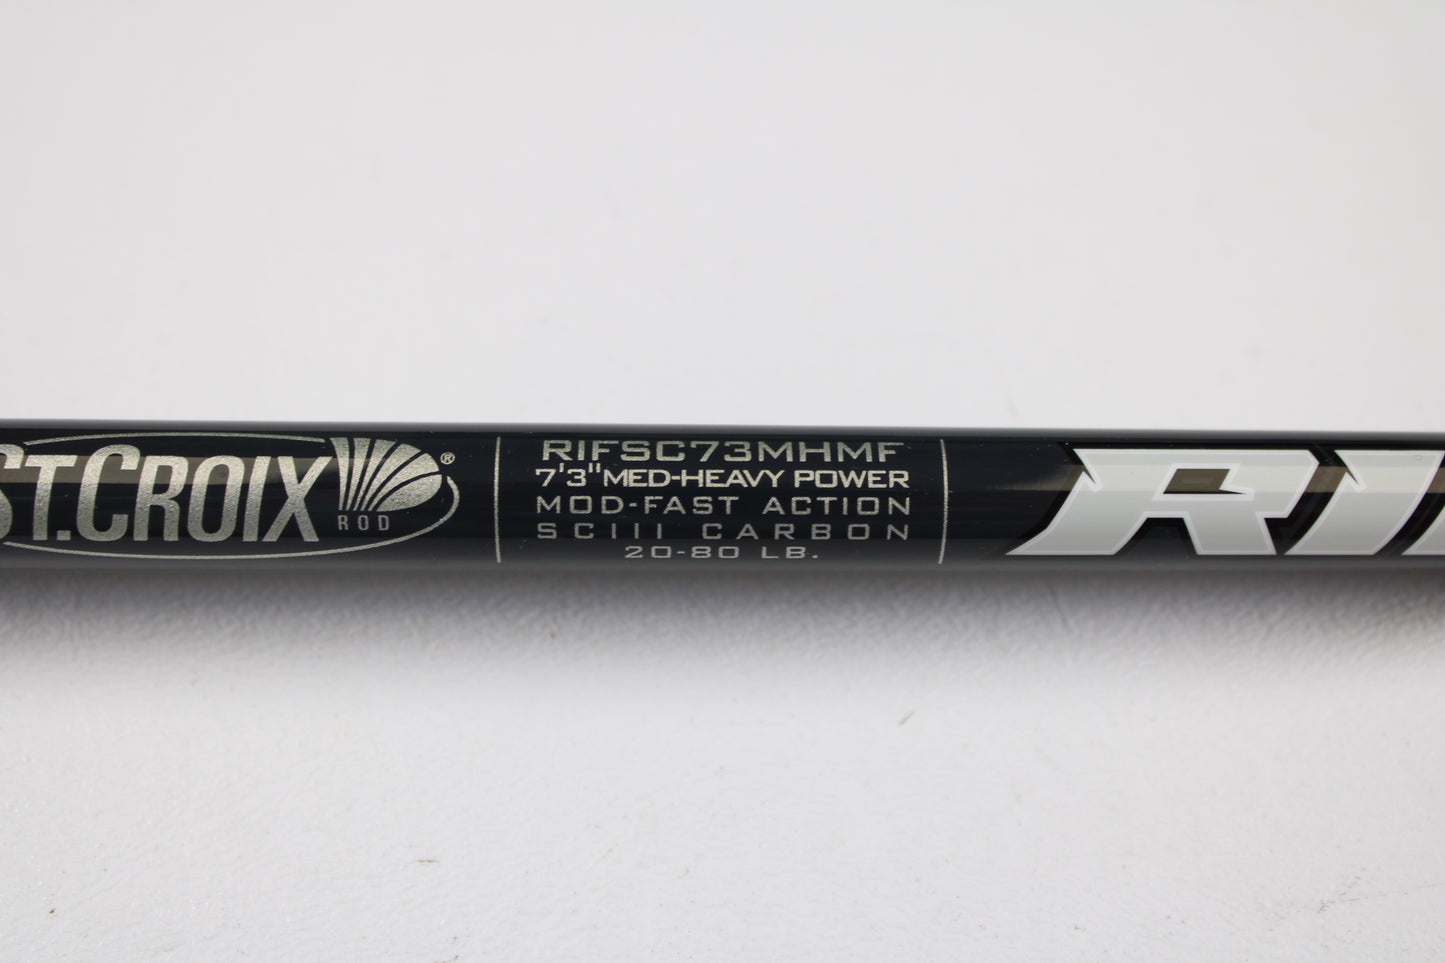 ST.CROIX
ROD
®
RIFSC73MHMF
7'3" MED-HEAVY POWER
MOD-FAST ACTION
SCIII CARBON
20-80 LB.